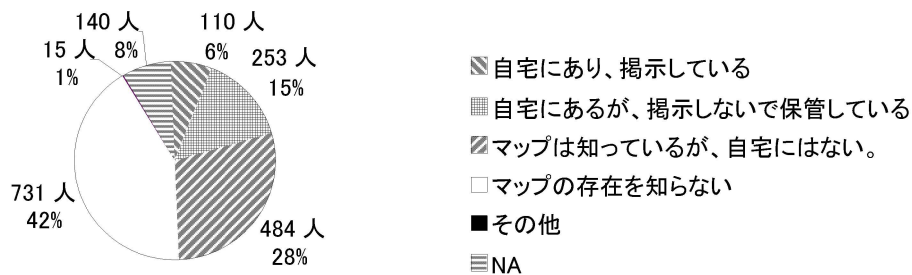 140 人
8%
110 人
6%
15 人
1%
253 人
15%
731 人
42%
484 人
28%
自宅にあり、掲示している
自宅にあるが、掲示しないで保管している
マップは知っているが、自宅にはない。
マップの存在を知らない
その他
NA